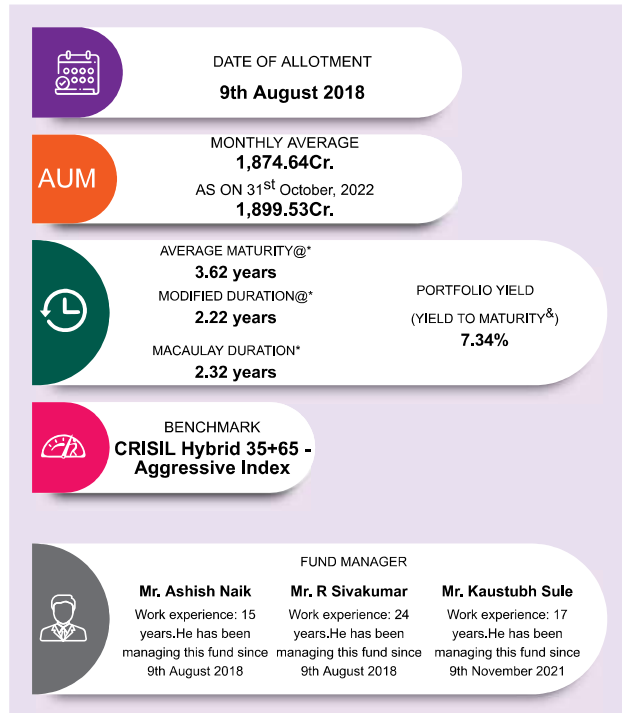 DATE OF ALLOTMENT
9th August 2018
AUM
MONTHLY AVERAGE
1,874.64Cr.
AS ON 31st October, 2022
1,899.53Cr.
AVERAGE MATURITY@*
3.62 years
MODIFIED DURATION@*
2.22 years
MACAULAY DURATION*
2.32 years
PORTFOLIO YIELD
(YIELD TO MATURITY&)
7.34%
BENCHMARK
CRISIL Hybrid 35+65 -
Aggressive Index
FUND MANAGER
Mr. Ashish Naik
Work experience: 15
years.He has been
managing this fund since
9th August 2018
Mr. R Sivakumar
Work experience: 24
years.He has been
managing this fund since
9th August 2018
Mr. Kaustubh Sule
Work experience: 17
years.He has been
managing this fund since
9th November 2021